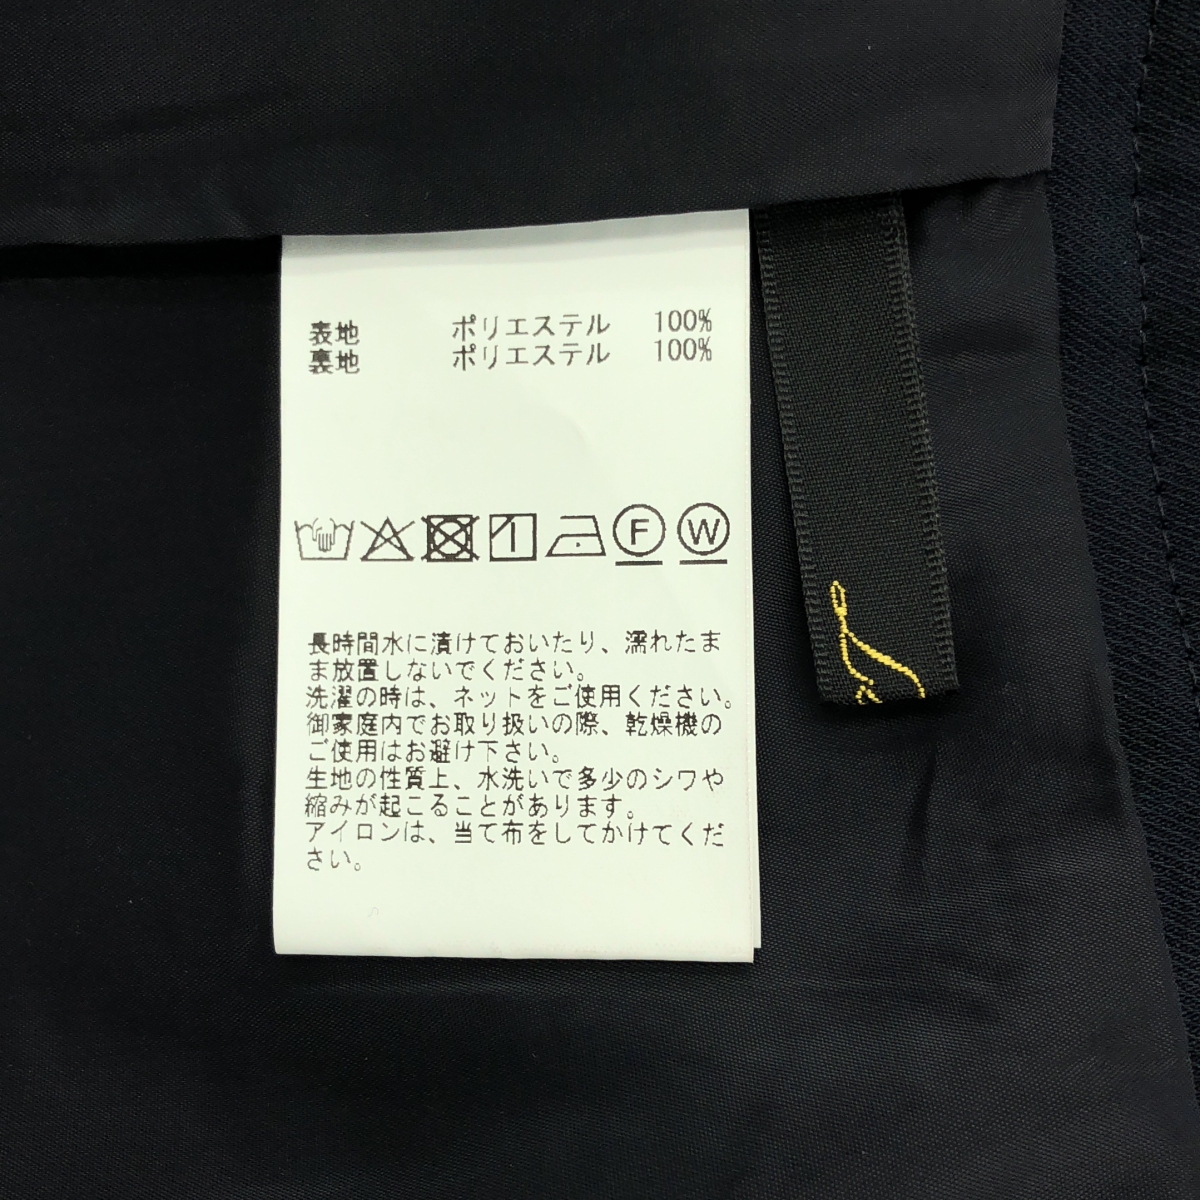 表地 ポリエステル 100%
裏地 ポリエステル 100%
F W
長時間水に漬けておいたり、濡れたま
ま放置しないでください。
洗濯の時は、ネットをご使用ください。
御家庭内でお取り扱いの際、乾燥機の
ご使用はお避け下さい。
生地の性質上、水洗いで多少のシワや
縮みが起こることがあります。
アイロンは、当て布をしてかけてくだ
さい。